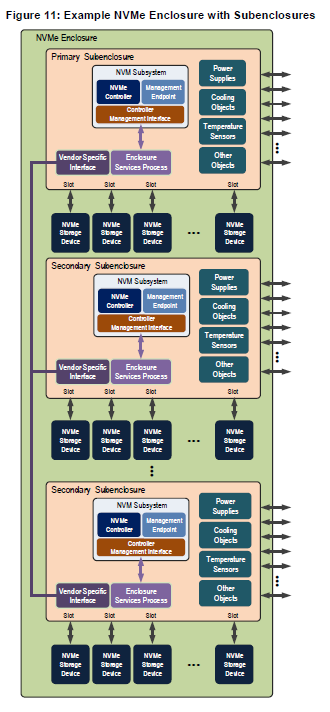 Figure 11: Example NVMe Enclosure with Subenclosures
NVMe Enclosure
Primary Subenclosure
NVM Subsystem
NVMe
Controller
Management
Endpoint
Controller
Management Interface
Power
Supplies
Cooling
Objects
Temperature
Sensors
Other
Objects
Vendor Specific
Interface
Enclosure
Services Process
Slot
Slot
Slot
Slot
NVMe
Storage
Device
NVMe
Storage
Device
NVMe
Storage
Device
...
NVMe
Storage
Device
Secondary Subenclosure
NVM Subsystem
NVMe
Controller
Management
Endpoint
Controller
Management Interface
Power
Supplies
Cooling
Objects
Temperature
Sensors
Other
Objects
Vendor Specific
Interface
Enclosure
Services Process
Slot
Slot
Slot
Slot
NVMe
Storage
Device
NVMe
Storage
Device
NVMe
Storage
Device
...
NVMe
Storage
Device
Secondary Subenclosure
NVM Subsystem
NVMe
Controller
Management
Endpoint
Controller
Management Interface
Power
Supplies
Cooling
Objects
Temperature
Sensors
Other
Objects
Vendor Specific
Interface
Enclosure
Services Process
Slot
Slot
Slot
Slot
NVMe
Storage
Device
NVMe
Storage
Device
NVMe
Storage
Device
...
NVMe
Storage
Device